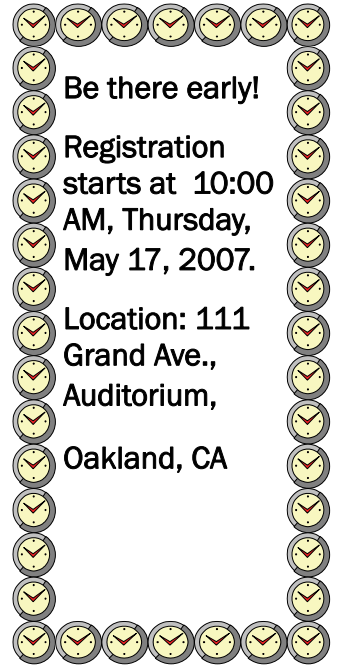 Be there early!
Registration
starts at  10:00
AM, Thursday,
May 17, 2007.
Location: 111
Grand Ave.,
Auditorium,
Oakland, CA